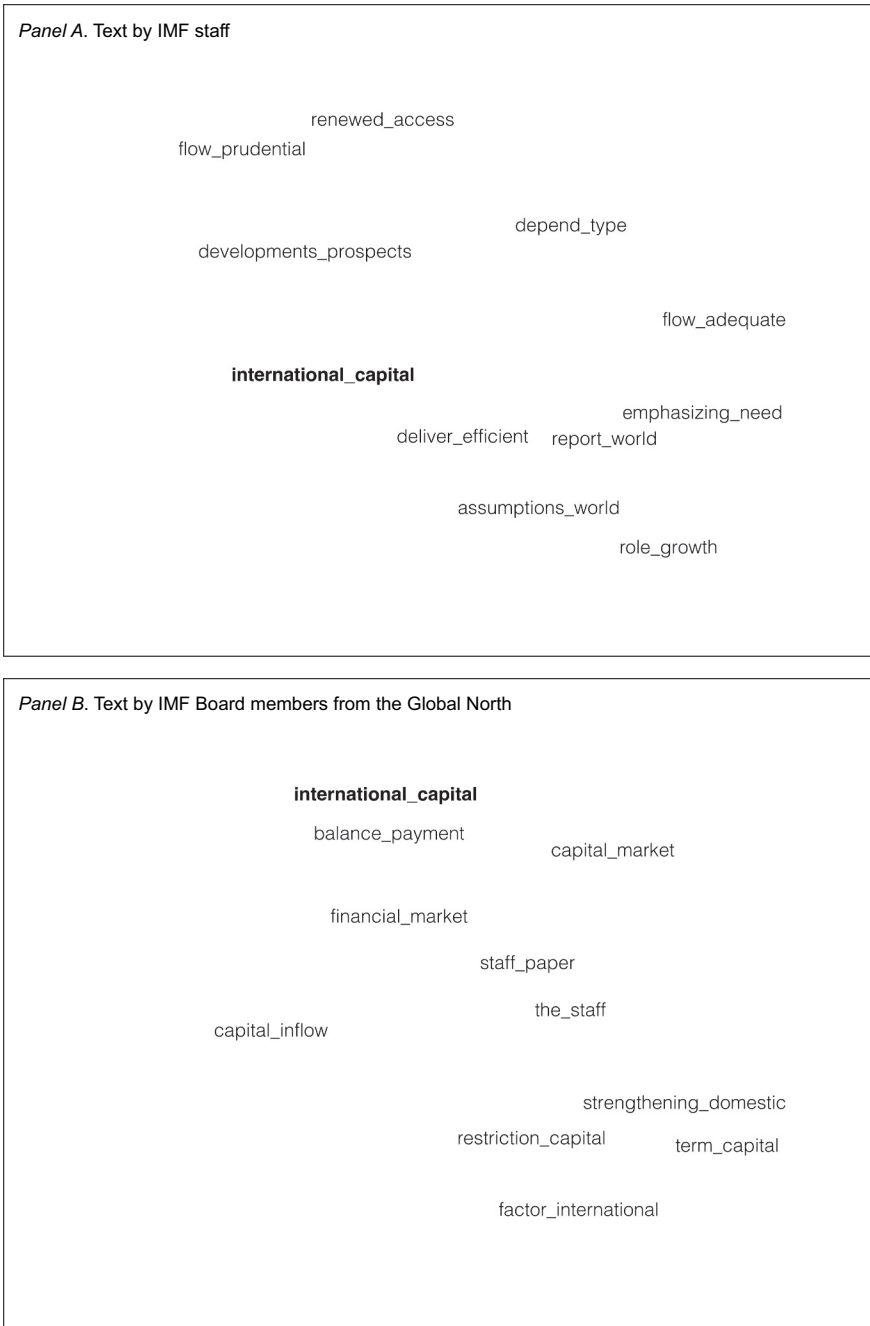 Panel A. Text by IMF staff
renewed_access
flow_prudential
depend_type
developments_prospects
flow_adequate
international_capital
emphasizing_need
deliver_efficient report_world
assumptions_world
role_growth
Panel B. Text by IMF Board members from the Global North
international_capital
balance_payment
capital_market
financial_market
staff_paper
the_staff
capital_inflow
strengthening_domestic
restriction_capital term_capital
factor_international